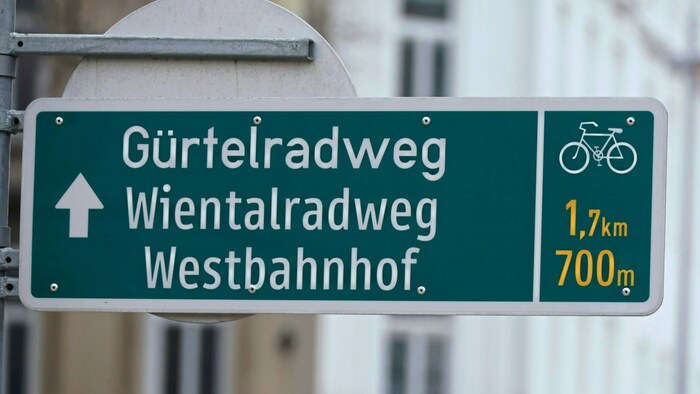 Gürtelradweg
Wientalradweg
1,7km
Westbahnhof
700m